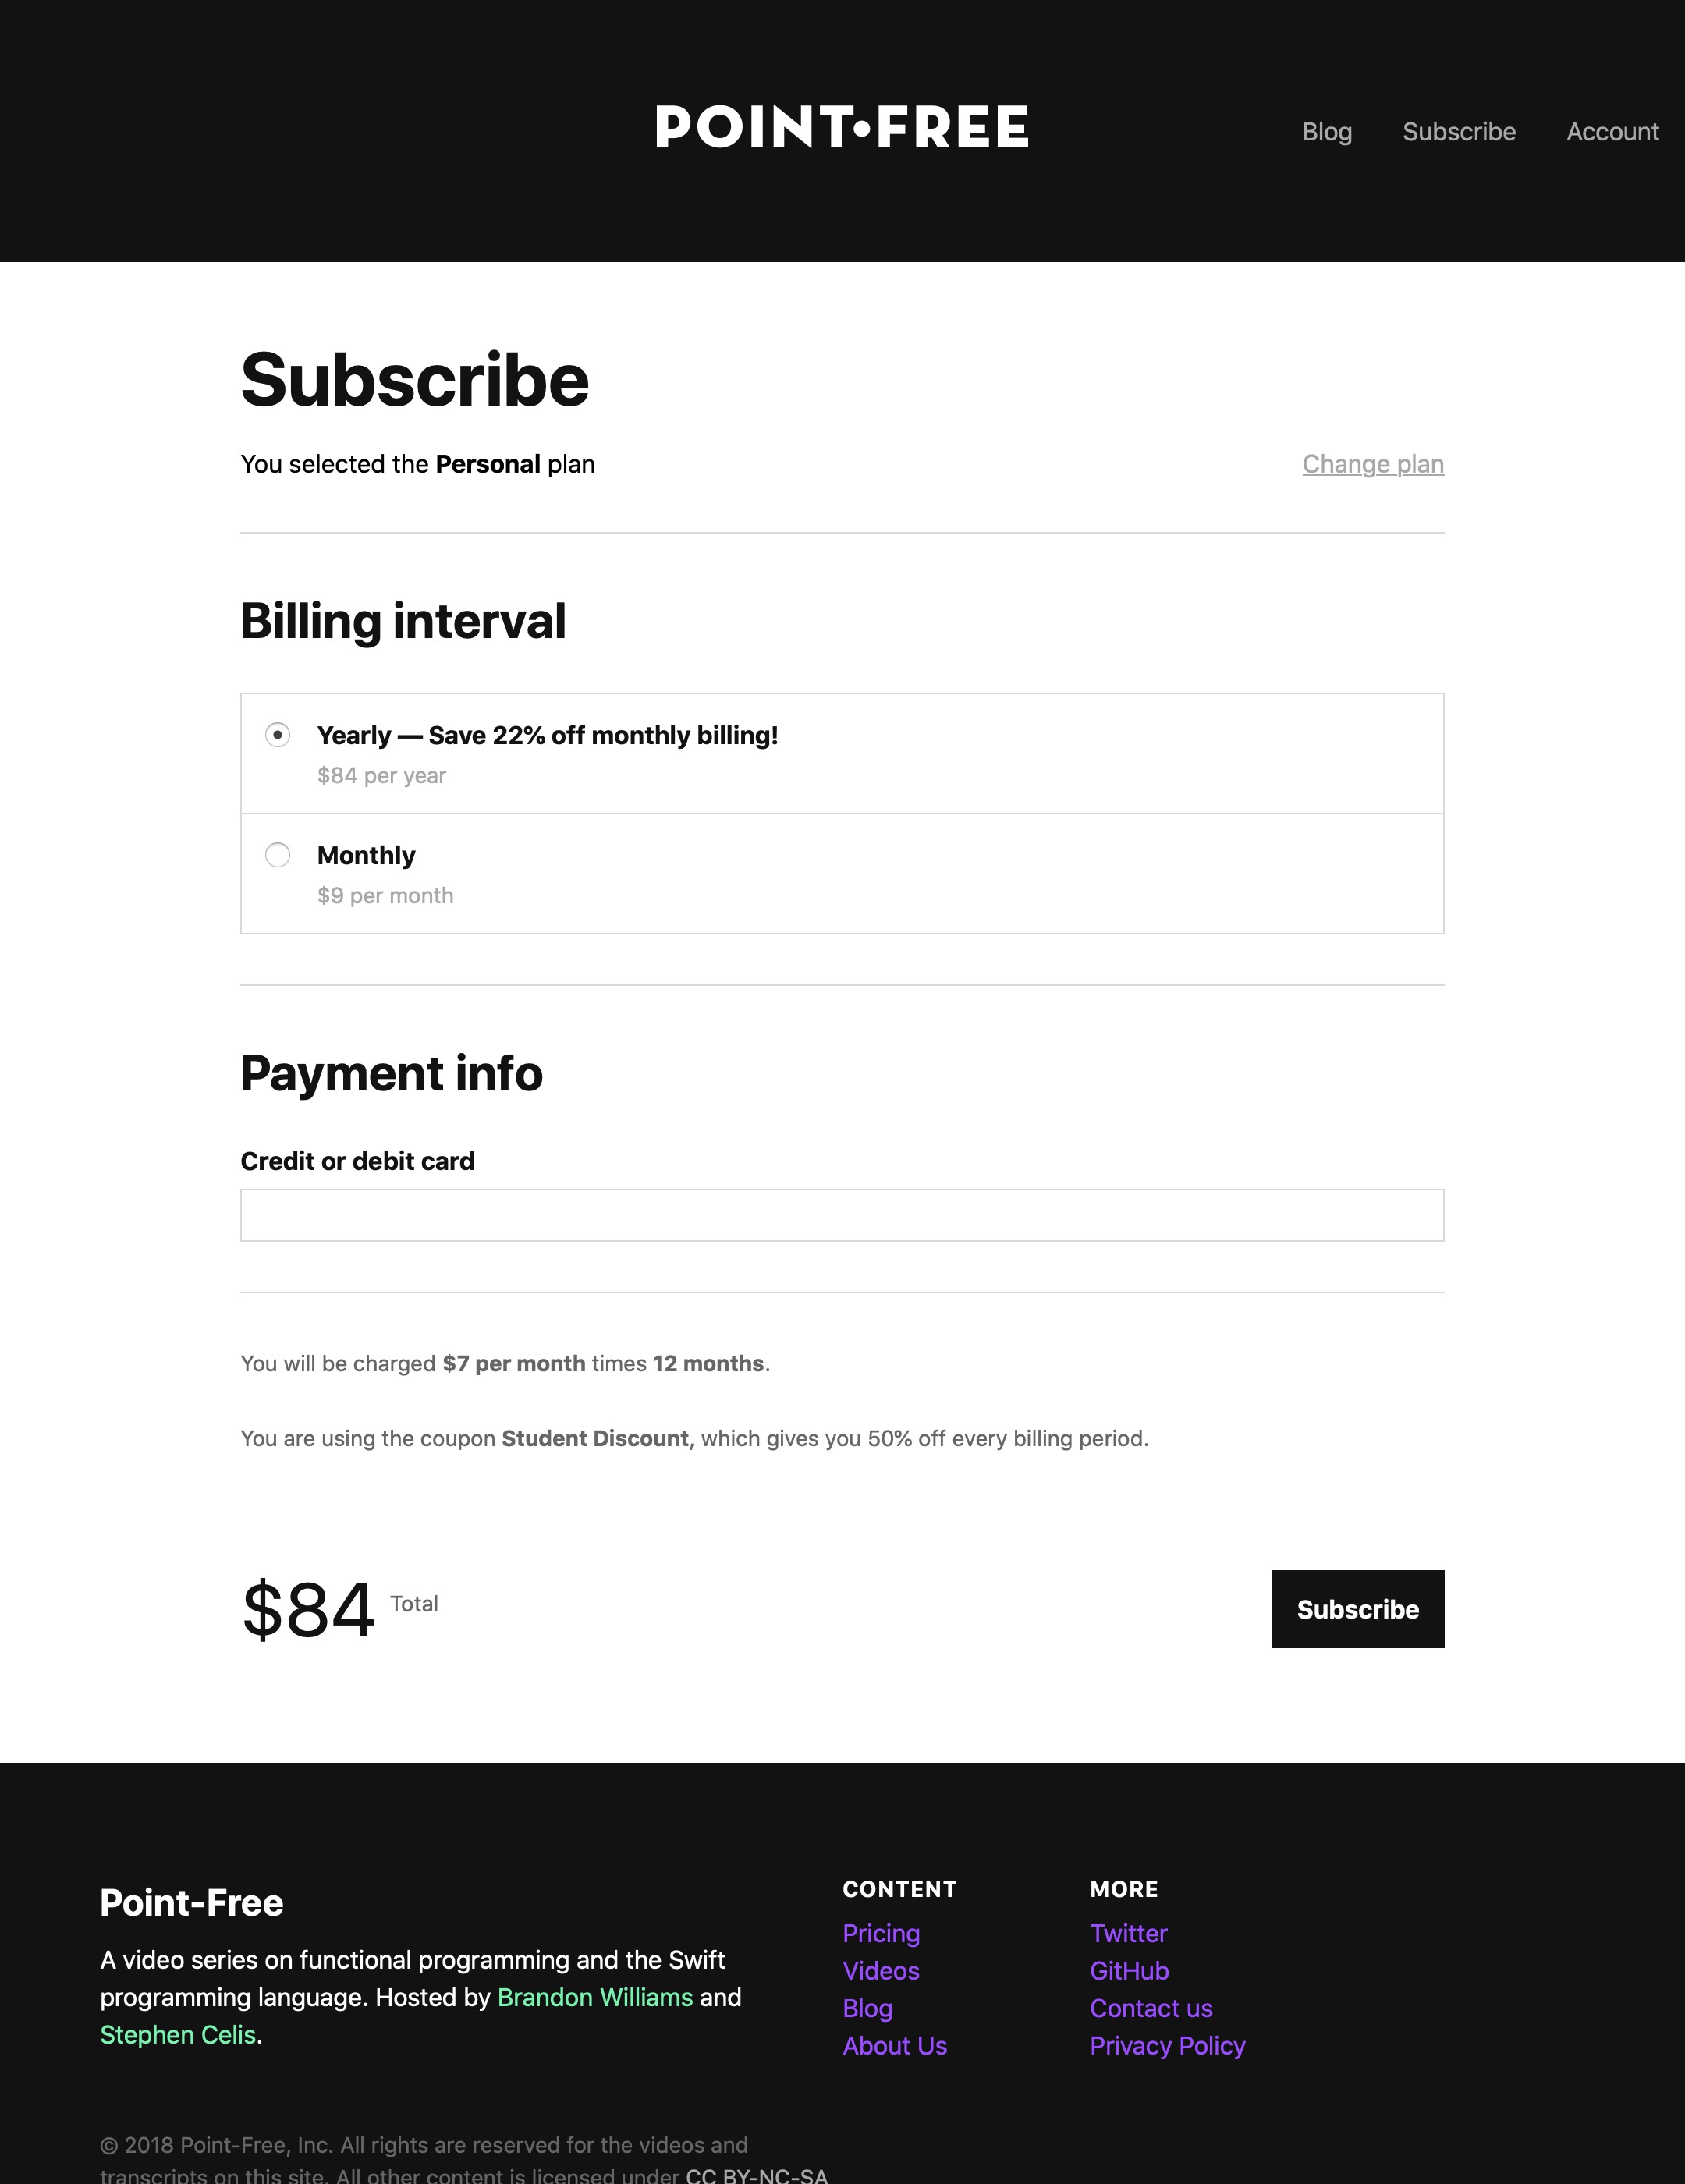 POINT•FREE
Blog Subscribe Account
Subscribe
You selected the Personal plan
Change plan
Billing interval
Yearly — Save 22% off monthly billing!
$84 per year
Monthly
$9 per month
Payment info
Credit or debit card
You will be charged $7 per month times 12 months.
You are using the coupon Student Discount, which gives you 50% off every billing period.
$84 Total
Subscribe
Point-Free
A video series on functional programming and the Swift
programming language. Hosted by Brandon Williams and
Stephen Celis.
CONTENT
Pricing
Videos
Blog
About Us
MORE
Twitter
GitHub
Contact us
Privacy Policy
© 2018 Point-Free, Inc. All rights are reserved for the videos and
transcripts on this site. All other content is licensed under CC BY-NC-SA